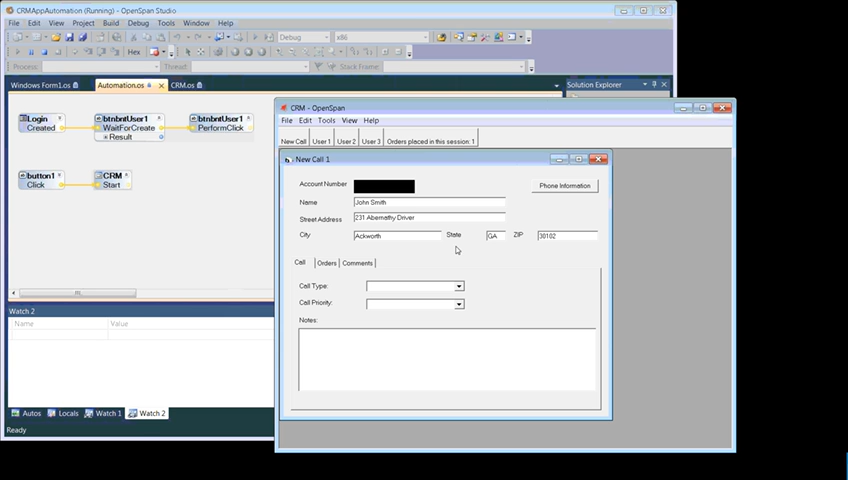 CRMAppAutomation (Running) - OpenSpan Studio
File Edit View Project Build Debug Tools Window Help
Debug x86
Hex
Process: Thread: Stack Frame:
Windows Form1.os Automation.os CRM.os
Solution Explorer
Login
Created
btnbntUser1
WaitForCreate
Result
btnbntUser1
PerformClick
button1
Click
CRM
Start
Watch 2
Name Value
Autos Locals Watch 1 Watch 2
Ready
CRM - OpenSpan
File Edit Tools View Help
New Call User 1 User 2 User 3 Orders placed in this session: 1
New Call 1
Account Number
Phone Information
Name John Smith
Street Address 231 Abernathy Driver
City Ackworth State GA ZIP 30102
Call Orders Comments
Call Type:
Call Priority:
Notes: